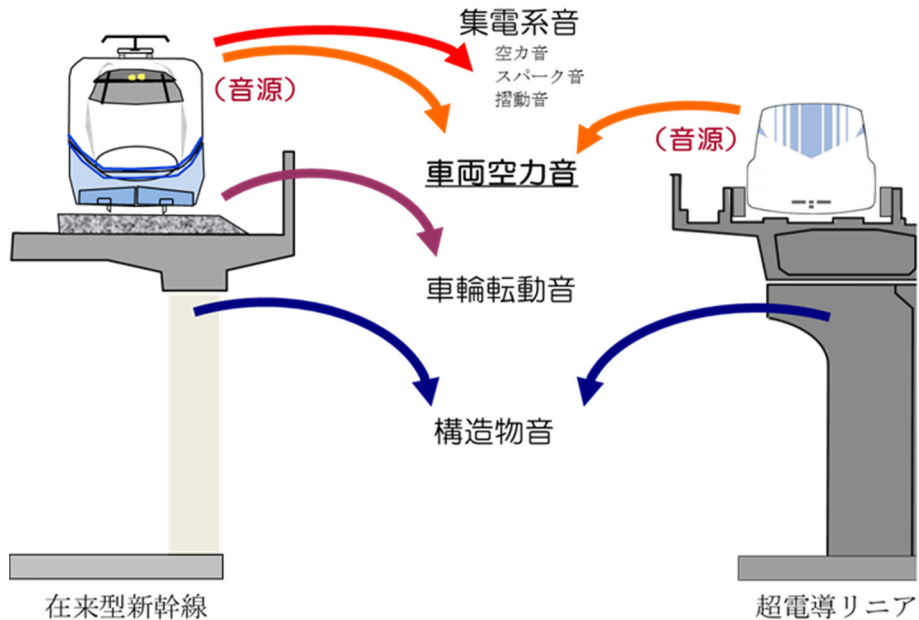 集電系音
空力音
スパーク音
摺動音
（音源）
（音源）
車両空力音
車輪転動音
構造物音
在来型新幹線
超電導リニア